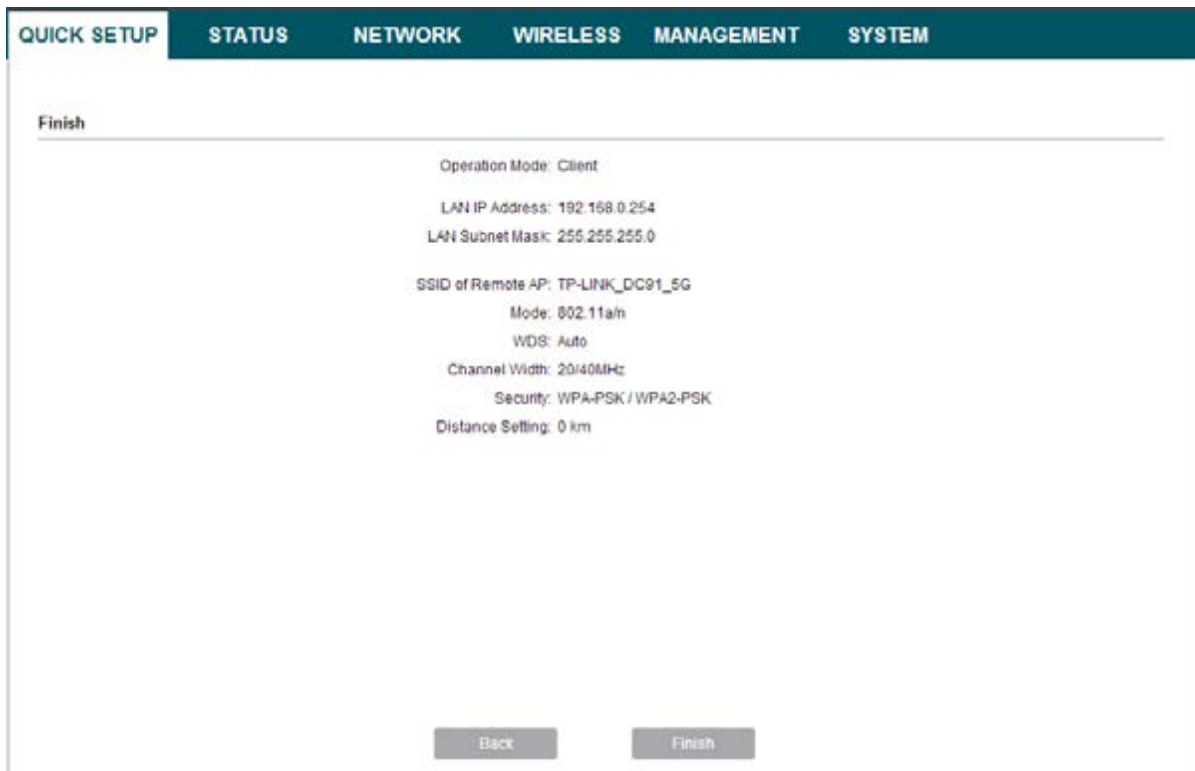 QUICK SETUP STATUS NETWORK WIRELESS MANAGEMENT SYSTEM
Finish
Operation Mode: Client
LAN IP Address: 192.168.0.254
LAN Subnet Mask: 255.255.255.0
SSID of Remote AP: TP-LINK_DC91_5G
Mode: 802.11a/n
WDS: Auto
Channel Width: 20/40MHz
Security: WPA-PSK / WPA2-PSK
Distance Setting: 0 km
Back Finish